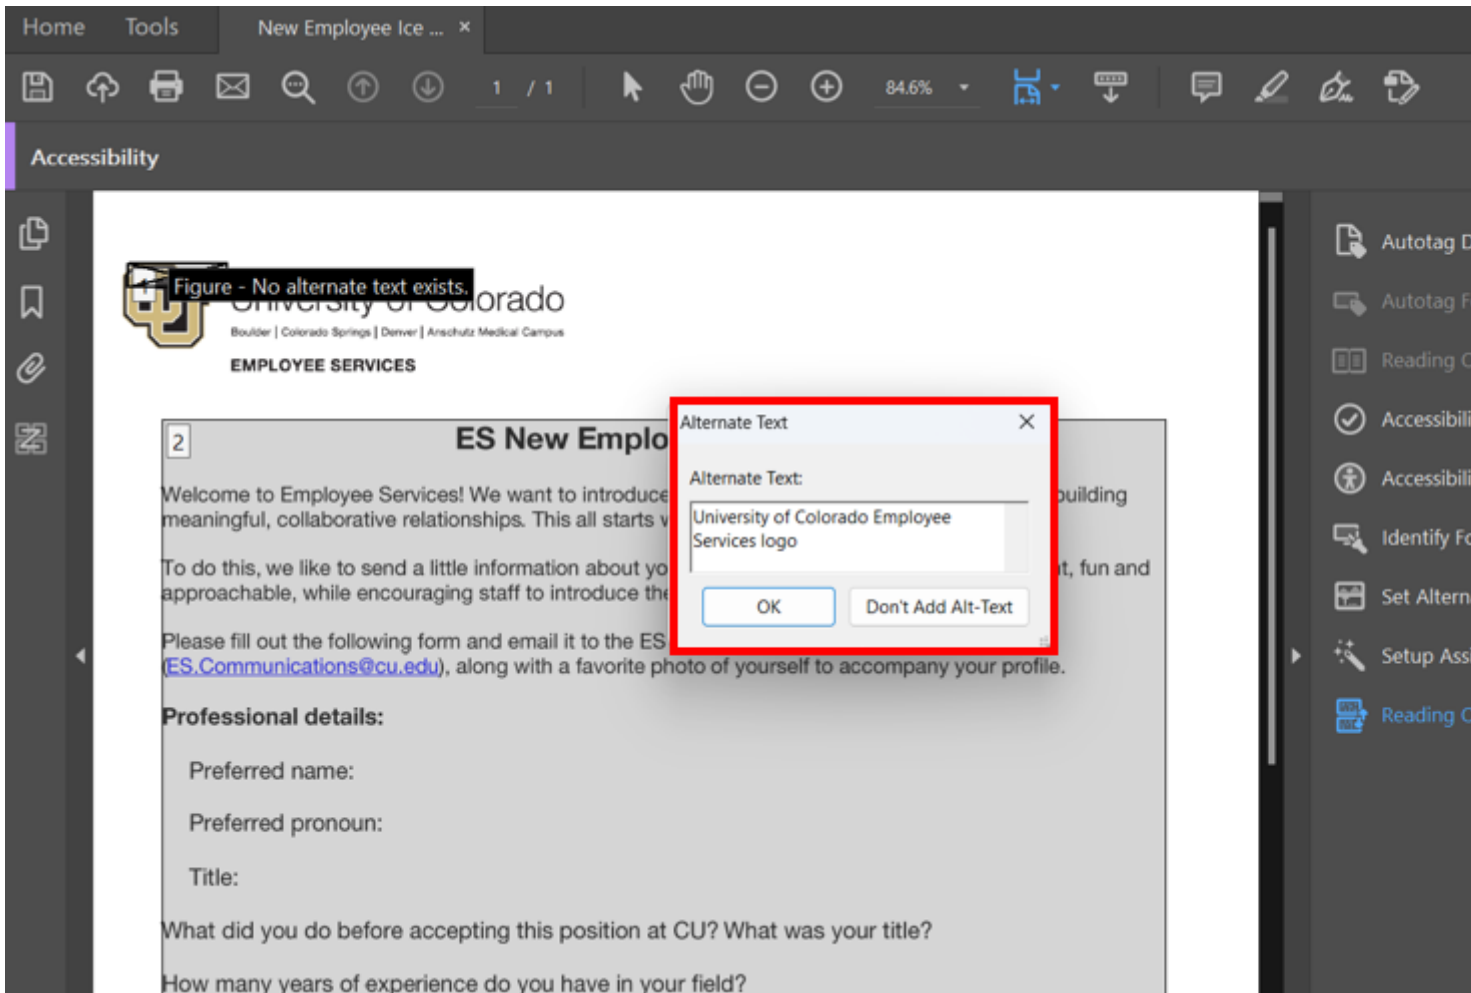 Home Tools New Employee Ice ... ×
1 / 1 84.6%
Accessibility
Figure - No alternate text exists.
University of Colorado
Boulder | Colorado Springs | Denver | Anschutz Medical Campus
EMPLOYEE SERVICES
2
ES New Emplo
Welcome to Employee Services! We want to introduce building
meaningful, collaborative relationships. This all starts w
To do this, we like to send a little information about yo t, fun and
approachable, while encouraging staff to introduce the
Please fill out the following form and email it to the ES
(ES.Communications@cu.edu), along with a favorite photo of yourself to accompany your profile.
Professional details:
Preferred name:
Preferred pronoun:
Title:
What did you do before accepting this position at CU? What was your title?
How many years of experience do you have in your field?
Alternate Text
Alternate Text:
University of Colorado Employee
Services logo
OK Don't Add Alt-Text
Autotag D
Autotag F
Reading O
Accessibili
Accessibili
Identify Fo
Set Altern
Setup Assi
Reading O